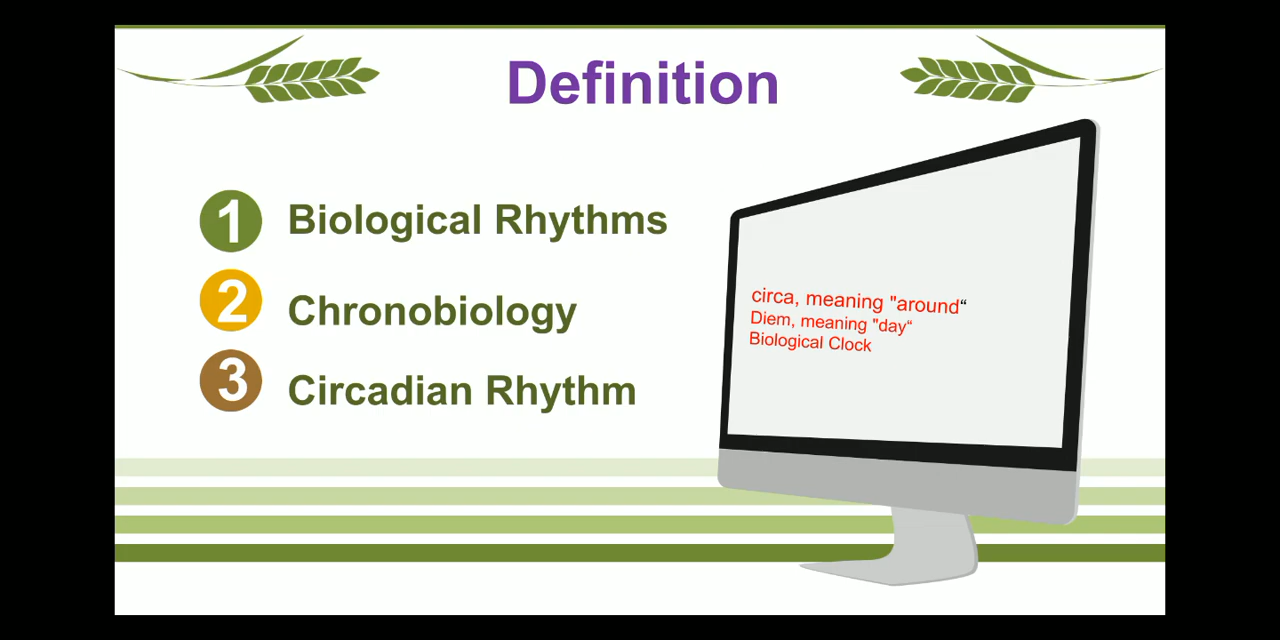 Definition
1 Biological Rhythms
2 Chronobiology
3 Circadian Rhythm
circa, meaning "around“
Diem, meaning "day“
Biological Clock